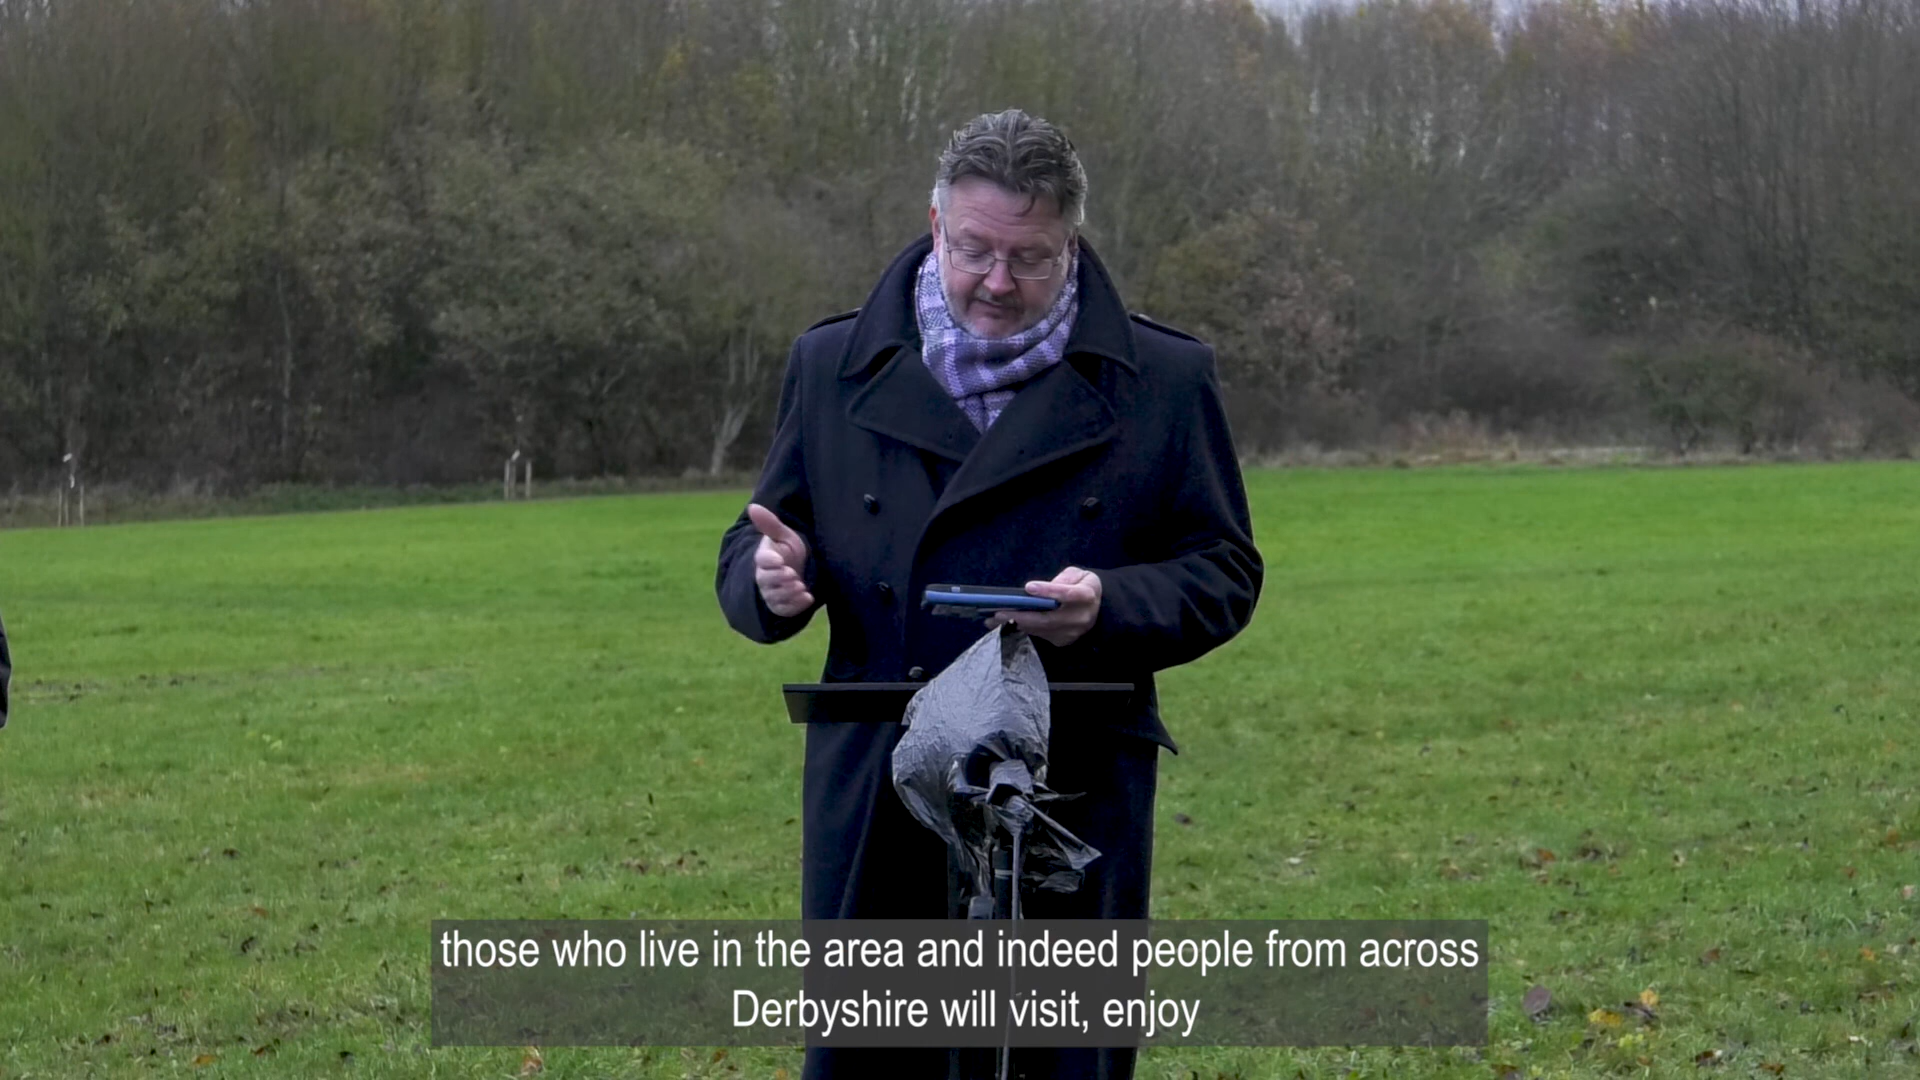 those who live in the area and indeed people from across
Derbyshire will visit, enjoy